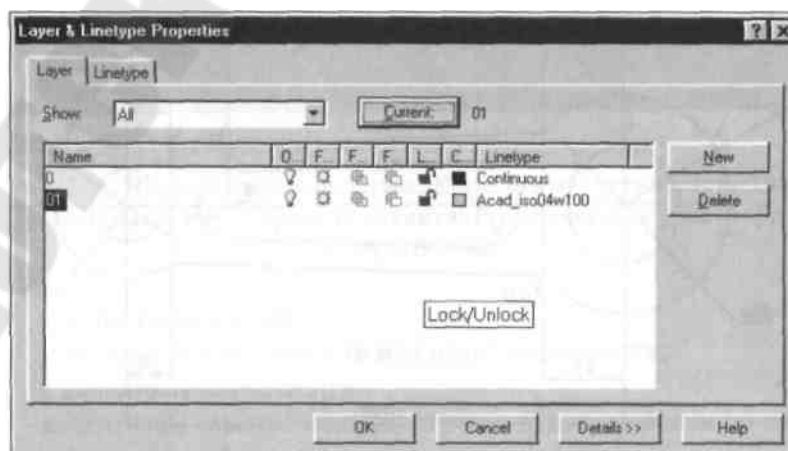 Layer & Linetype Properties
Layer Linetype
Show: All Current: 01
Name O... F... F... F... L... C... Linetype
0 Continuous
01 Acad_iso04w100
New
Delete
Lock/Unlock
OK Cancel Details >> Help